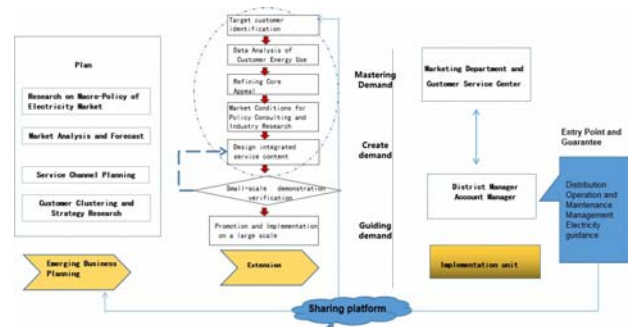 Plan
Research on Macro-Policy of
Electricity Market
Market Analysis and Forecast
Service Channel Planning
Customer Clustering and
Strategy Research
Emerging Business
Planning
Target customer
identification
Data Analysis of
Customer Energy Use
Refining Core
Appeal
Market Conditions for
Policy Consulting and
Industry Research
Design integrated
service content
Small-scale demonstration
verification
Promotion and implementation
on a large scale
Extension
Mastering
Demand
Create
demand
Guiding
demand
Marketing Department and
Customer Service Center
District Manager
Account Manager
Implementation unit
Entry Point and
Guarantee
Distribution
Operation and
Maintenance
Management
Electricity
guidance
Sharing platform